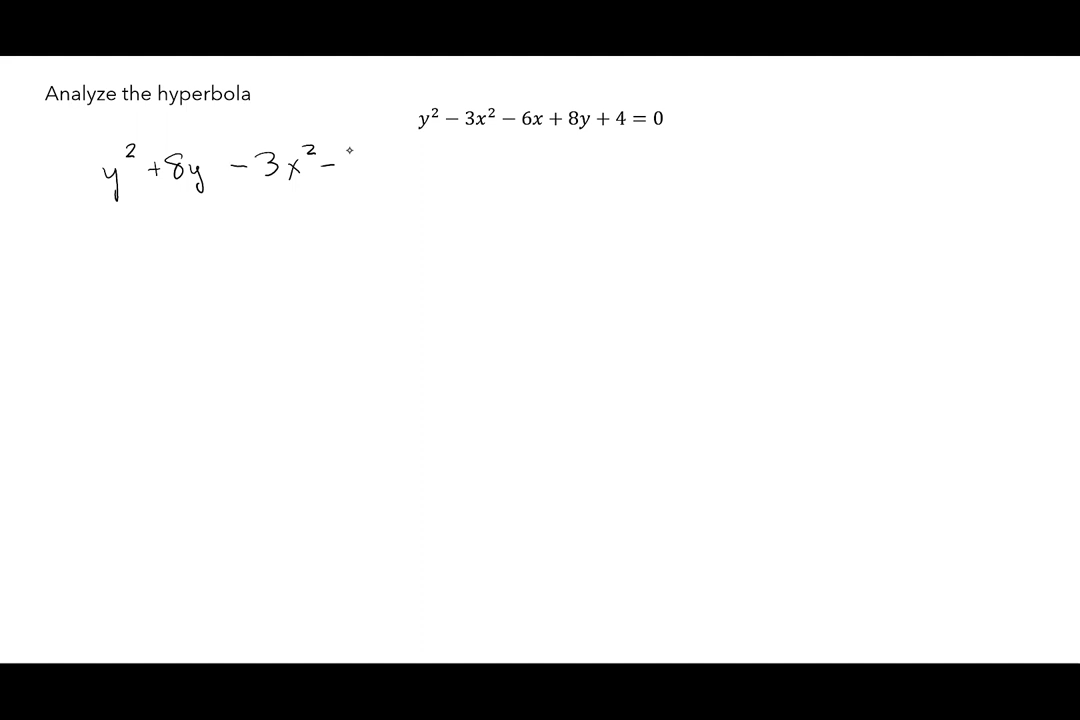 Analyze the hyperbola
y² − 3x² − 6x + 8y + 4 = 0
y² + 8y − 3x² −